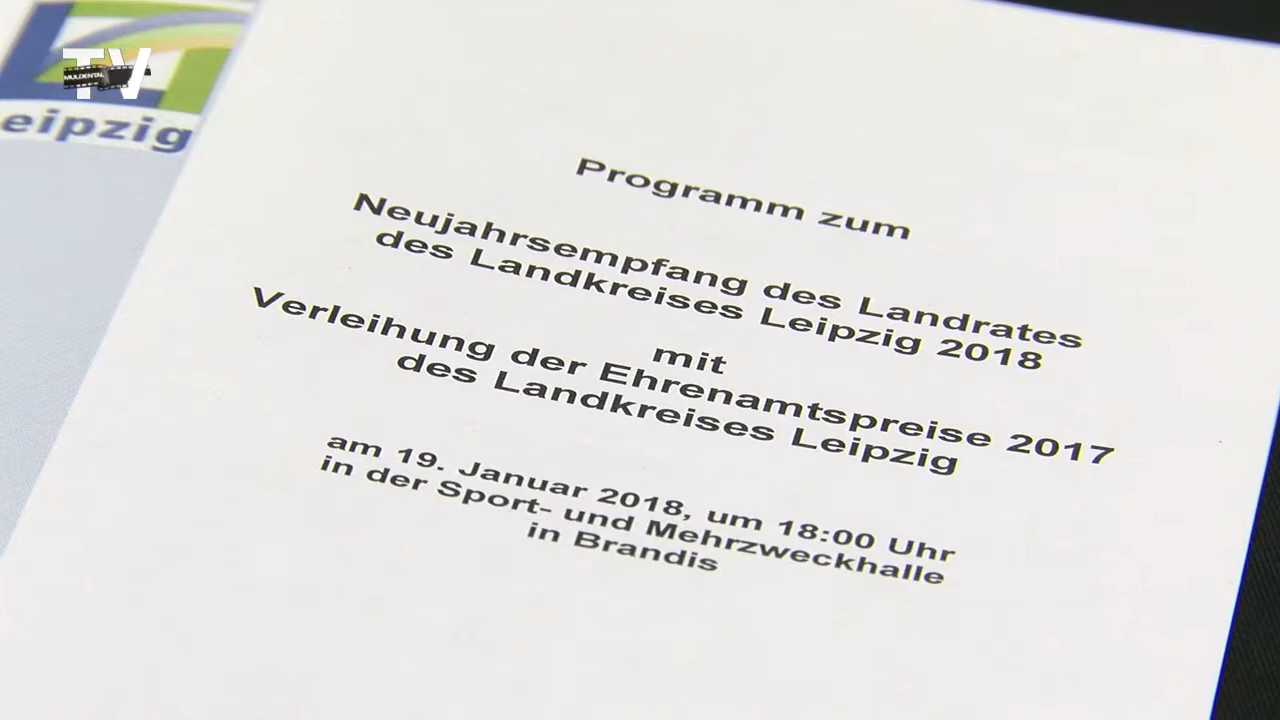 TV
MULDENTAL
eipzig
Programm zum
Neujahrsempfang des Landrates
des Landkreises Leipzig 2018
mit
Verleihung der Ehrenamtspreise 2017
des Landkreises Leipzig
am 19. Januar 2018, um 18:00 Uhr
in der Sport- und Mehrzweckhalle
in Brandis